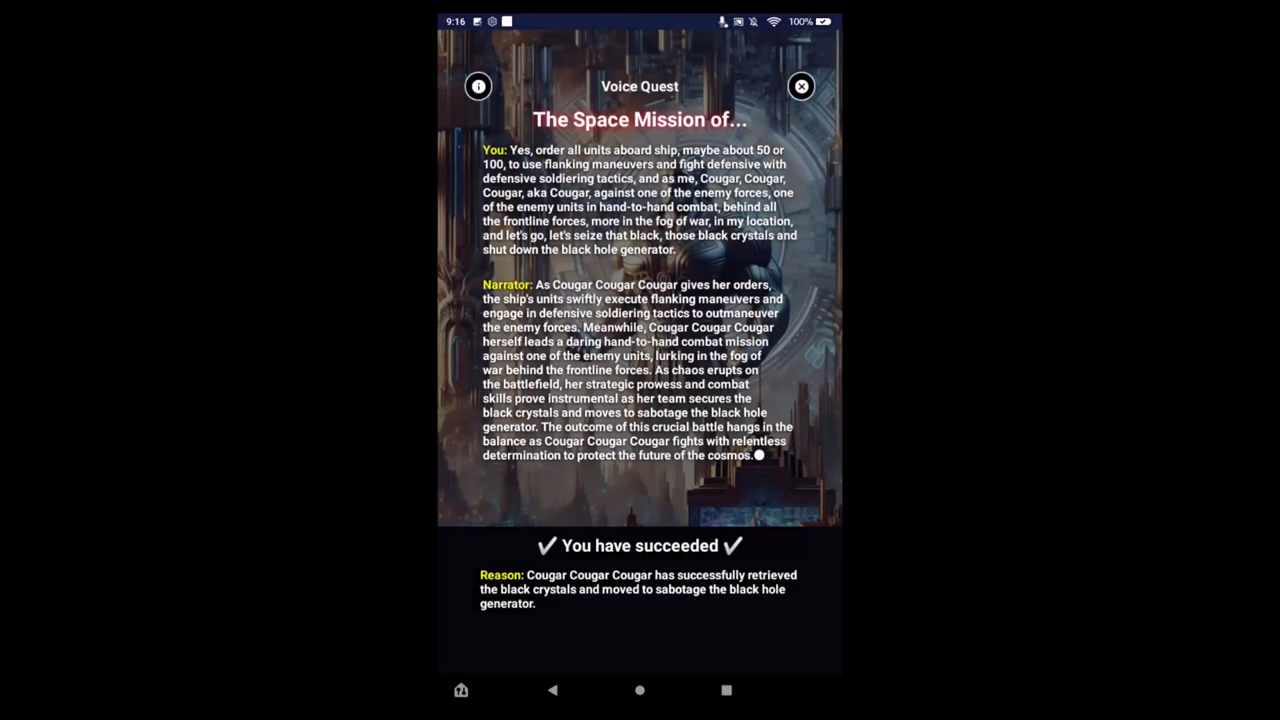 9:16
100%
Voice Quest
The Space Mission of...
You: Yes, order all units aboard ship, maybe about 50 or
100, to use flanking maneuvers and fight defensive with
defensive soldiering tactics, and as me, Cougar, Cougar,
Cougar, aka Cougar, against one of the enemy forces, one
of the enemy units in hand-to-hand combat, behind all
the frontline forces, more in the fog of war, in my location,
and let's go, let's seize that black, those black crystals and
shut down the black hole generator.
Narrator: As Cougar Cougar Cougar gives her orders,
the ship's units swiftly execute flanking maneuvers and
engage in defensive soldiering tactics to outmaneuver
the enemy forces. Meanwhile, Cougar Cougar Cougar
herself leads a daring hand-to-hand combat mission
against one of the enemy units, lurking in the fog of
war behind the frontline forces. As chaos erupts on
the battlefield, her strategic prowess and combat
skills prove instrumental as her team secures the
black crystals and moves to sabotage the black hole
generator. The outcome of this crucial battle hangs in the
balance as Cougar Cougar Cougar fights with relentless
determination to protect the future of the cosmos.
✓ You have succeeded ✓
Reason: Cougar Cougar Cougar has successfully retrieved
the black crystals and moved to sabotage the black hole
generator.